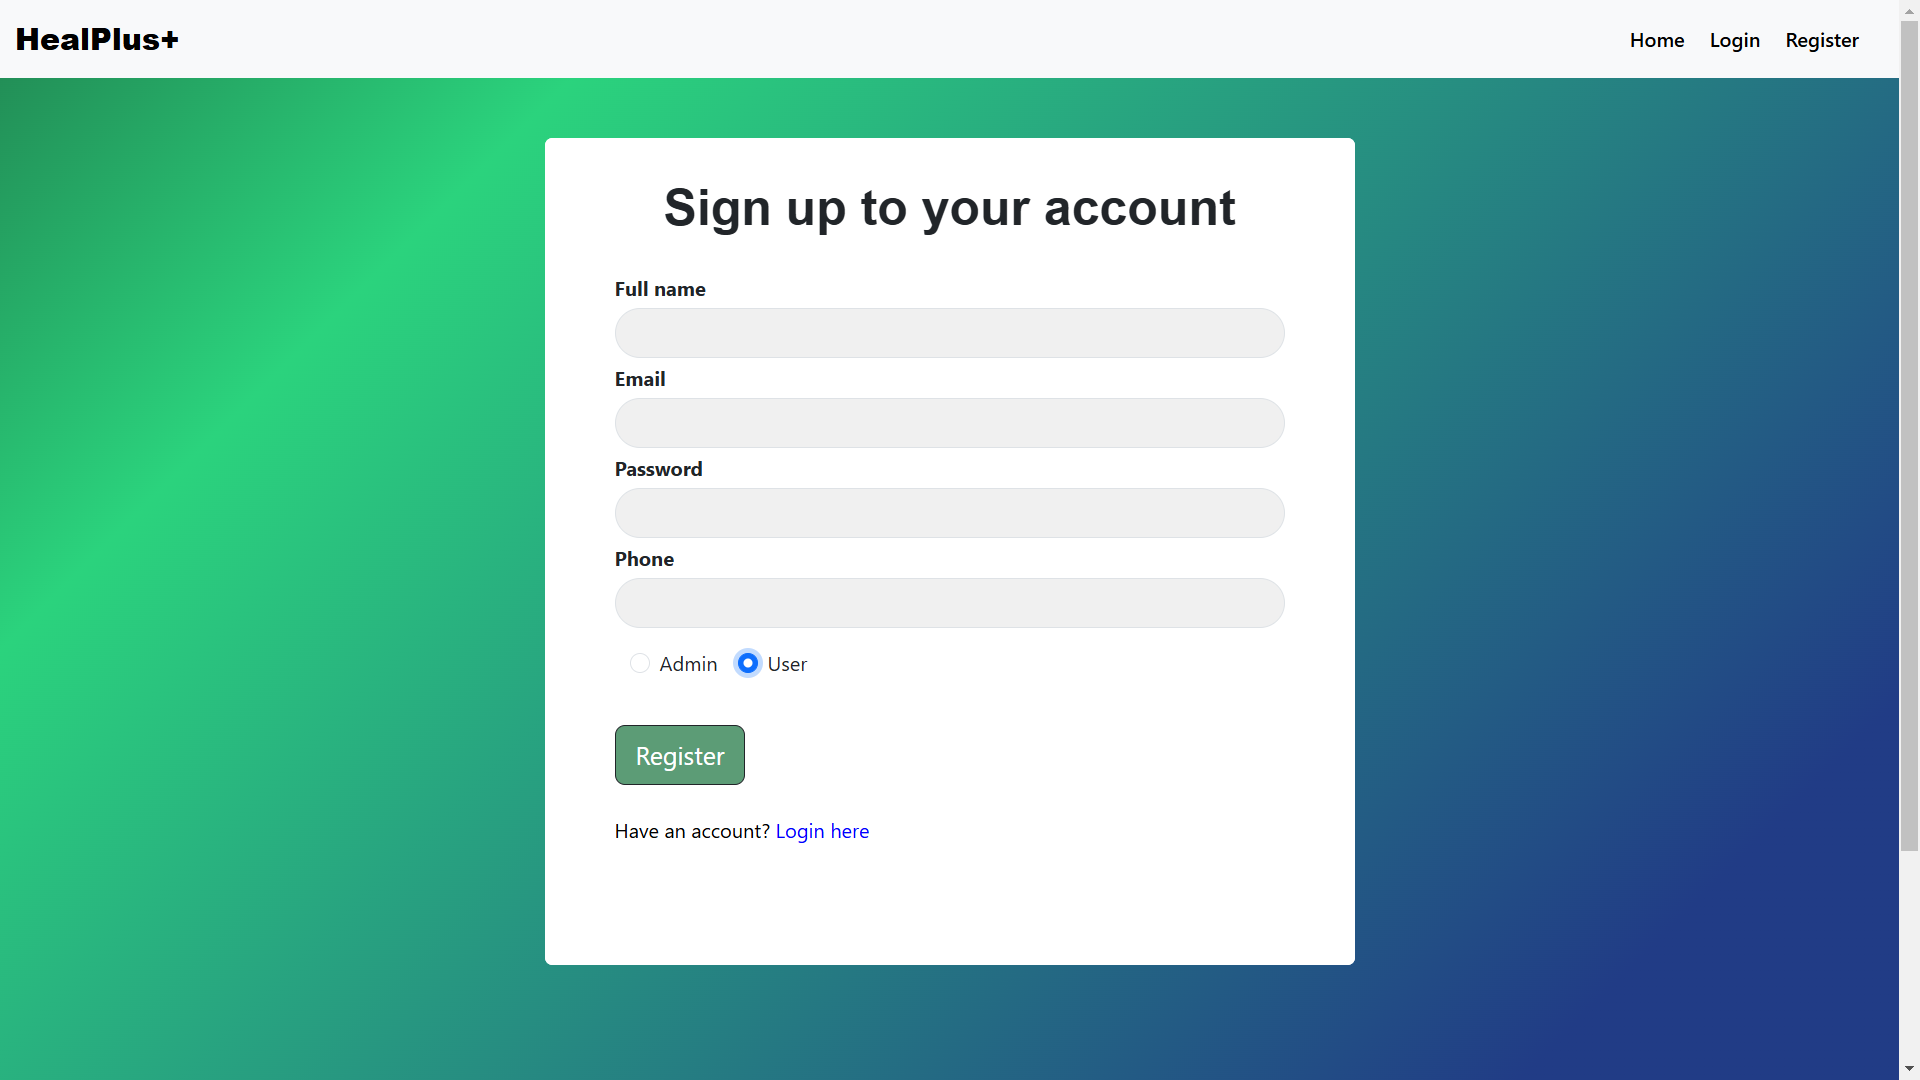 HealPlus+
Home Login Register
Sign up to your account
Full name
Email
Password
Phone
Admin User
Register
Have an account? Login here